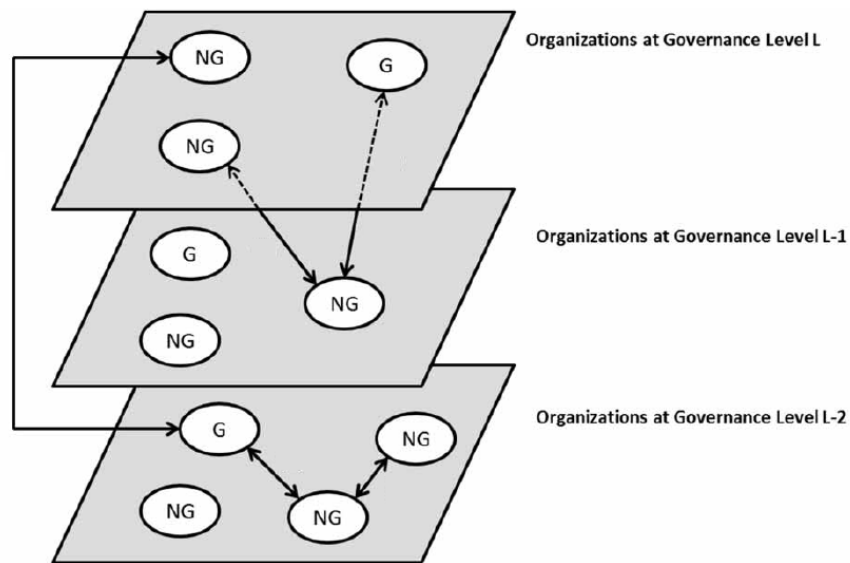 Organizations at Governance Level L
NG
G
NG
Organizations at Governance Level L-1
G
NG
NG
Organizations at Governance Level L-2
G
NG
NG
NG